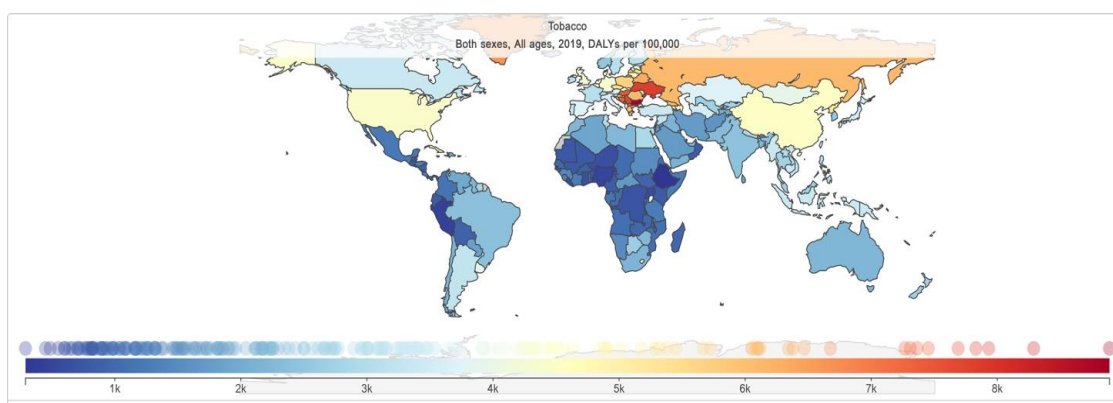 Tobacco
Both sexes, All ages, 2019, DALYs per 100,000
1k 2k 3k 4k 5k 6k 7k 8k